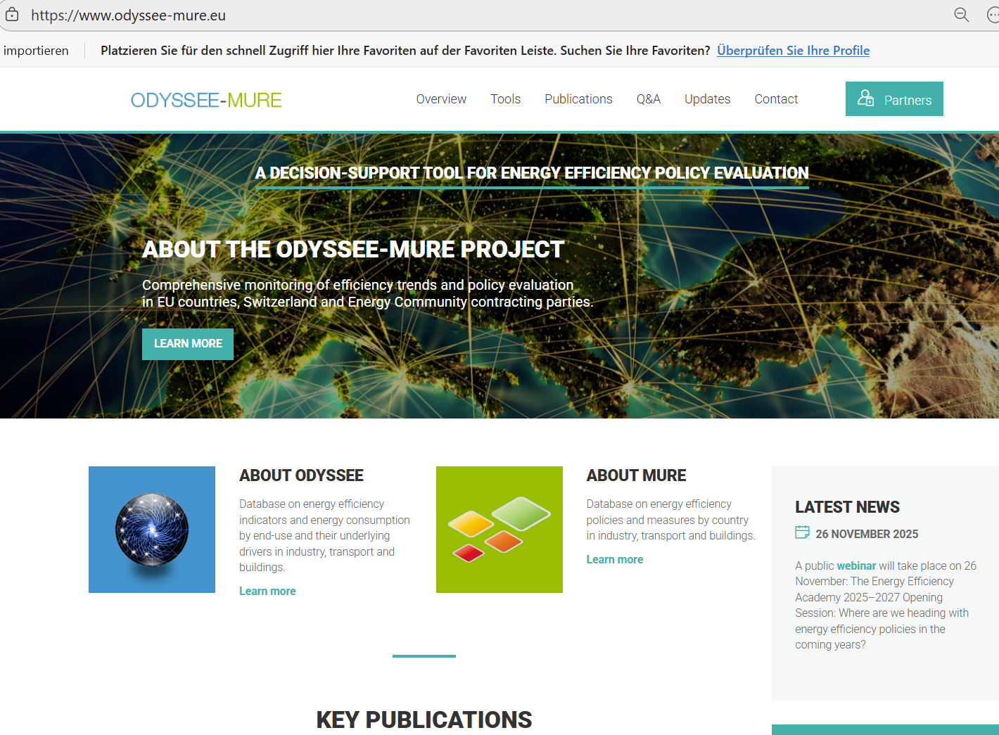 https://www.odyssee-mure.eu
importieren
Platzieren Sie für den schnell Zugriff hier Ihre Favoriten auf der Favoriten Leiste. Suchen Sie Ihre Favoriten? Überprüfen Sie Ihre Profile
ODYSSEE-MURE
Overview
Tools
Publications
Q&A
Updates
Contact
Partners
A DECISION-SUPPORT TOOL FOR ENERGY EFFICIENCY POLICY EVALUATION
ABOUT THE ODYSSEE-MURE PROJECT
Comprehensive monitoring of efficiency trends and policy evaluation
in EU countries, Switzerland and Energy Community contracting parties.
LEARN MORE
ABOUT ODYSSEE
Database on energy efficiency
indicators and energy consumption
by end-use and their underlying
drivers in industry, transport and
buildings.
Learn more
ABOUT MURE
Database on energy efficiency
policies and measures by country
in industry, transport and buildings.
Learn more
LATEST NEWS
26 NOVEMBER 2025
A public webinar will take place on 26
November: The Energy Efficiency
Academy 2025–2027 Opening
Session: Where are we heading with
energy efficiency policies in the
coming years?
KEY PUBLICATIONS